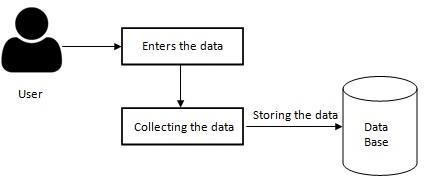 Enters the data
User
Collecting the data
Storing the data
Data
Base